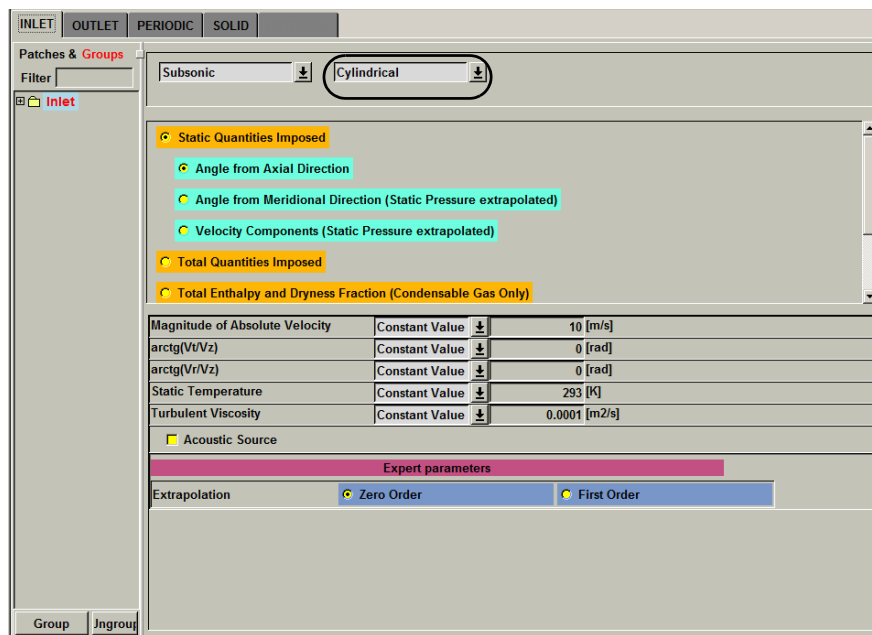 INLET OUTLET PERIODIC SOLID
Patches & Groups
Filter
Inlet
Subsonic Cylindrical
Static Quantities Imposed
Angle from Axial Direction
Angle from Meridional Direction (Static Pressure extrapolated)
Velocity Components (Static Pressure extrapolated)
Total Quantities Imposed
Total Enthalpy and Dryness Fraction (Condensable Gas Only)
Magnitude of Absolute Velocity Constant Value 10 [m/s]
arctg(Vt/Vz) Constant Value 0 [rad]
arctg(Vr/Vz) Constant Value 0 [rad]
Static Temperature Constant Value 293 [K]
Turbulent Viscosity Constant Value 0.0001 [m2/s]
Acoustic Source
Expert parameters
Extrapolation Zero Order First Order
Group Jngroup